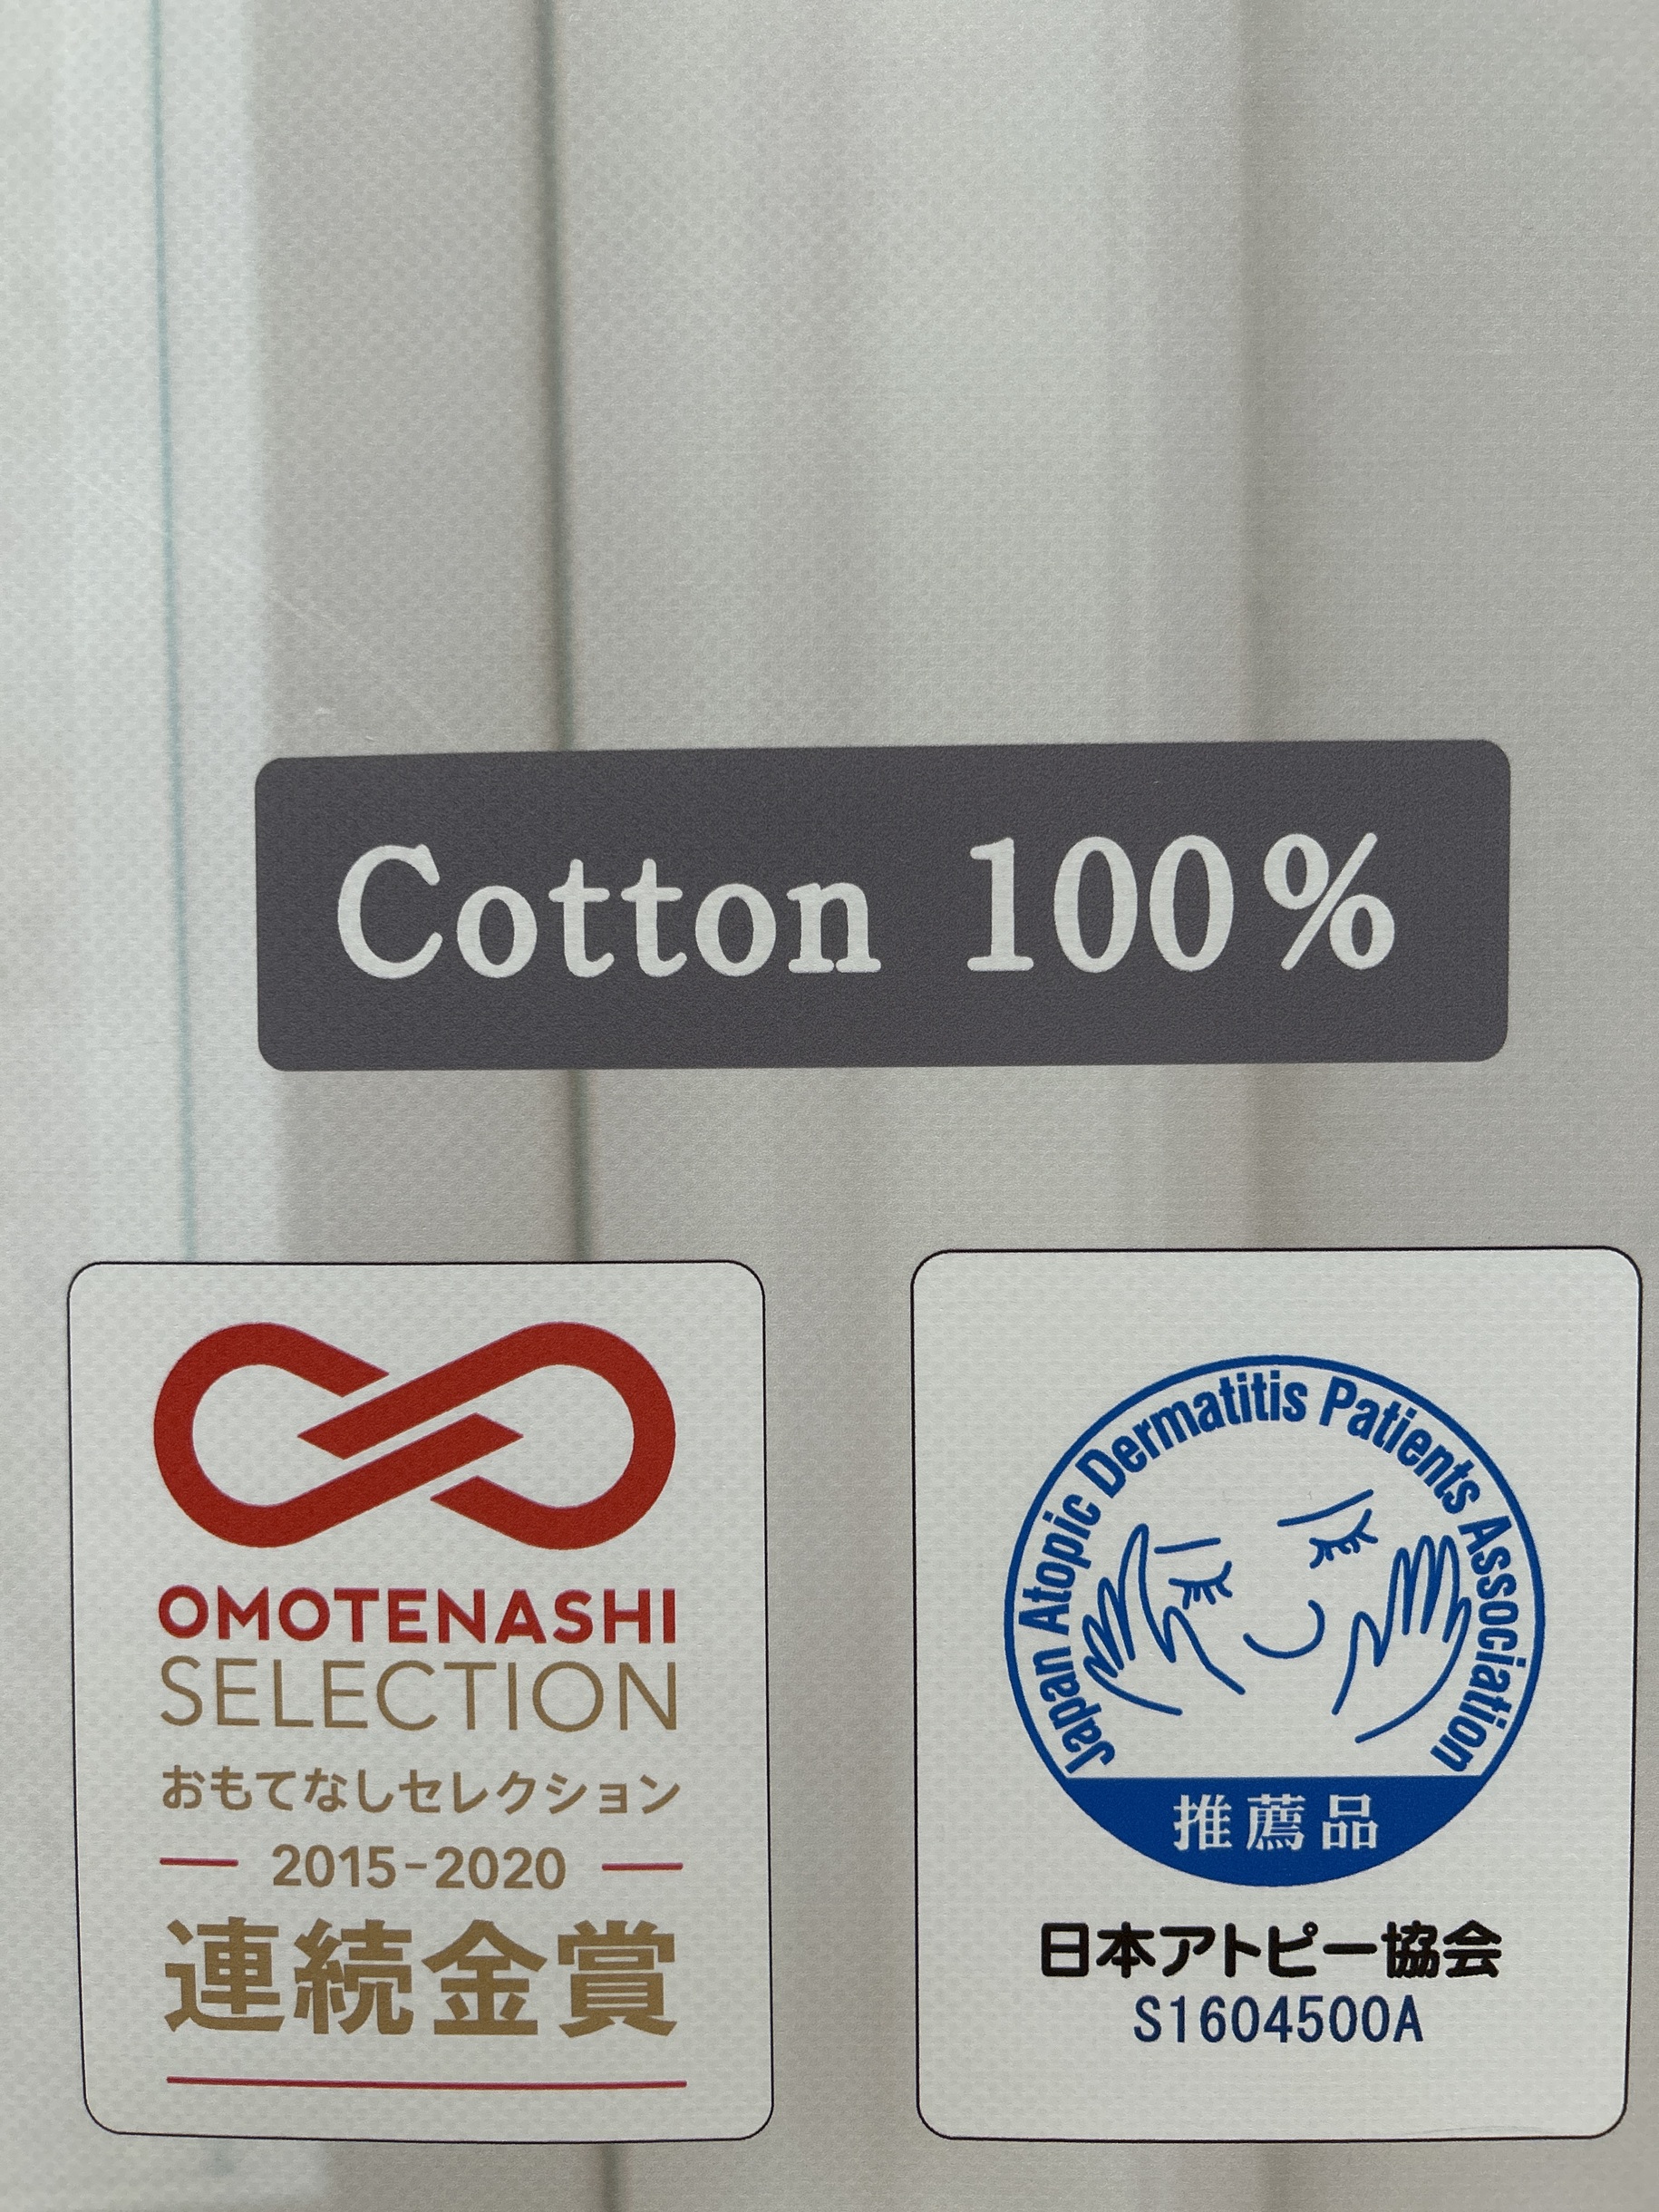 Cotton 100%
OMOTENASHI
SELECTION
おもてなしセレクション
2015-2020
連続金賞
Japan Atopic Dermatitis Patients Association
推薦品
日本アトピー協会
S1604500A